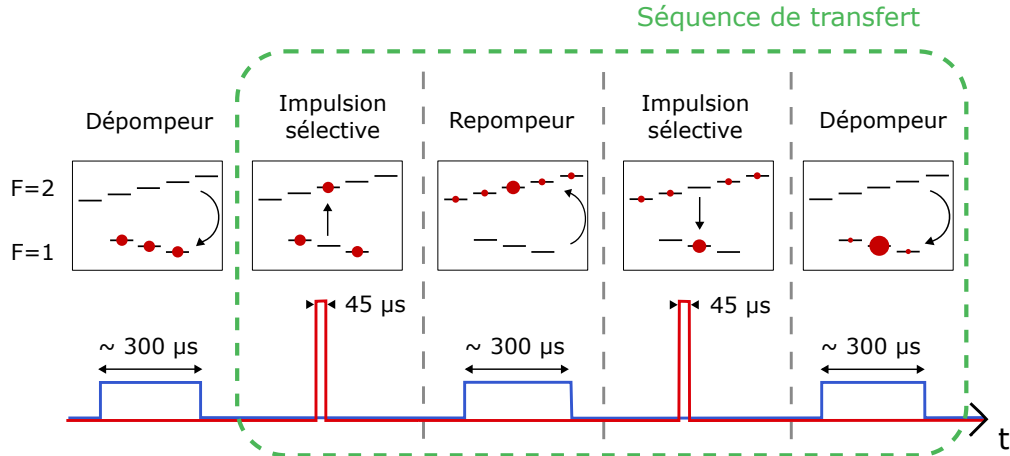 Séquence de transfert
Dépompeur
Impulsion
sélective
Repompeur
Impulsion
sélective
Dépompeur
F=2
F=1
45 µs
45 µs
~ 300 µs
~ 300 µs
~ 300 µs
t